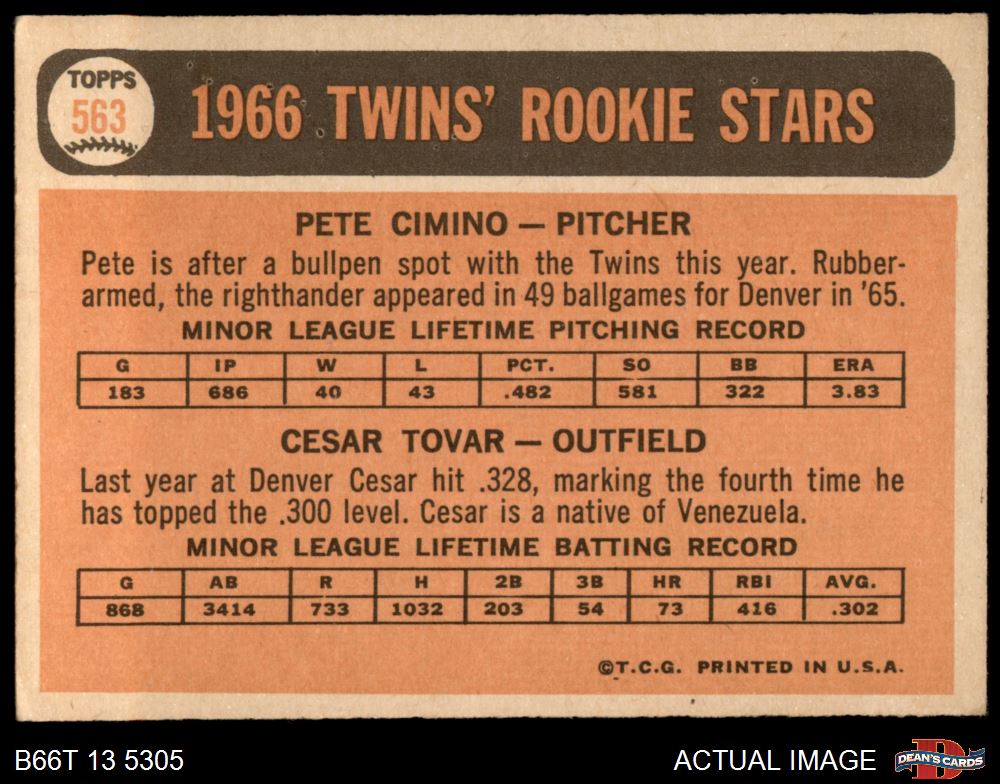 TOPPS
563
1966 TWINS' ROOKIE STARS
PETE CIMINO — PITCHER
Pete is after a bullpen spot with the Twins this year. Rubber-
armed, the righthander appeared in 49 ballgames for Denver in '65.
MINOR LEAGUE LIFETIME PITCHING RECORD
G IP W L PCT. SO BB ERA
183 686 40 43 .482 581 322 3.83
CESAR TOVAR — OUTFIELD
Last year at Denver Cesar hit .328, marking the fourth time he
has topped the .300 level. Cesar is a native of Venezuela.
MINOR LEAGUE LIFETIME BATTING RECORD
G AB R H 2B 3B HR RBI AVG.
868 3414 733 1032 203 54 73 416 .302
©T.C.G. PRINTED IN U.S.A.
B66T 13 5305
ACTUAL IMAGE
D
DEAN'S CARDS